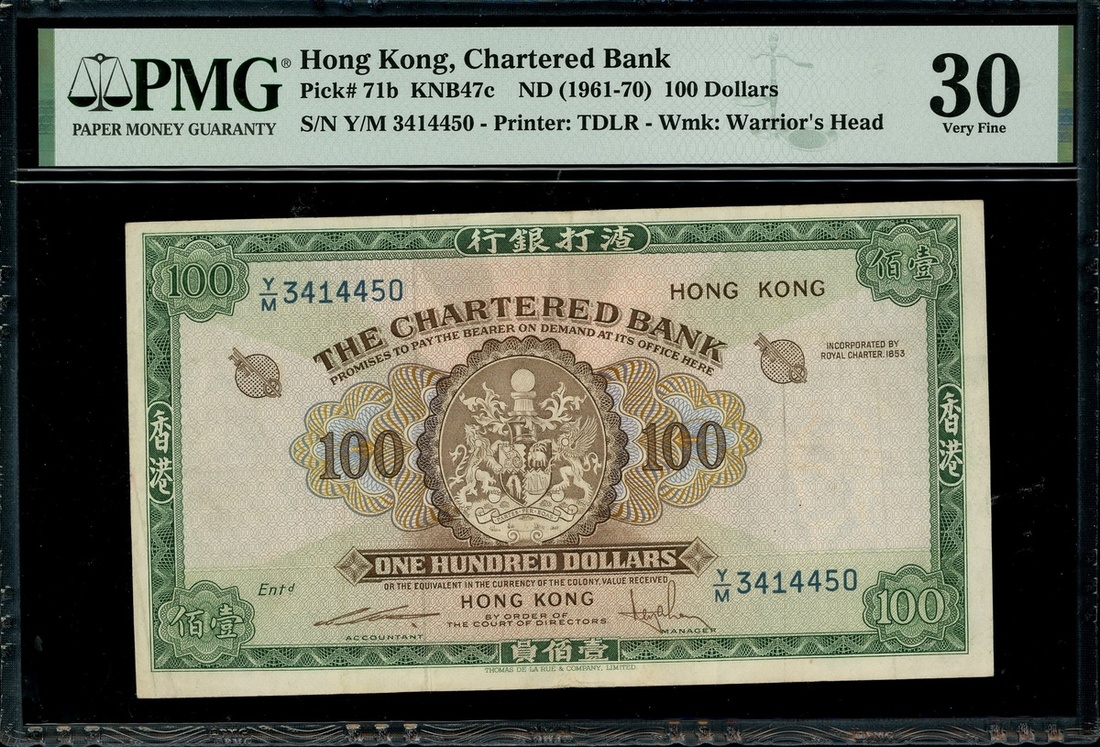 PMG®
PAPER MONEY GUARANTY
Hong Kong, Chartered Bank
Pick# 71b KNB47c ND (1961-70) 100 Dollars
S/N Y/M 3414450 - Printer: TDLR - Wmk: Warrior's Head
30
Very Fine
行銀打渣
100
佰壹
Y/M 3414450
HONG KONG
THE CHARTERED BANK
PROMISES TO PAY THE BEARER ON DEMAND AT ITS OFFICE HERE
INCORPORATED BY
ROYAL CHARTER, 1853
香港
香港
100
100
ONE HUNDRED DOLLARS
OR THE EQUIVALENT IN THE CURRENCY OF THE COLONY, VALUE RECEIVED
Entd
HONG KONG
Y/M 3414450
BY ORDER OF
THE COURT OF DIRECTORS
ACCOUNTANT
MANAGER
佰壹
100
員佰壹
THOMAS DE LA RUE & COMPANY, LIMITED.